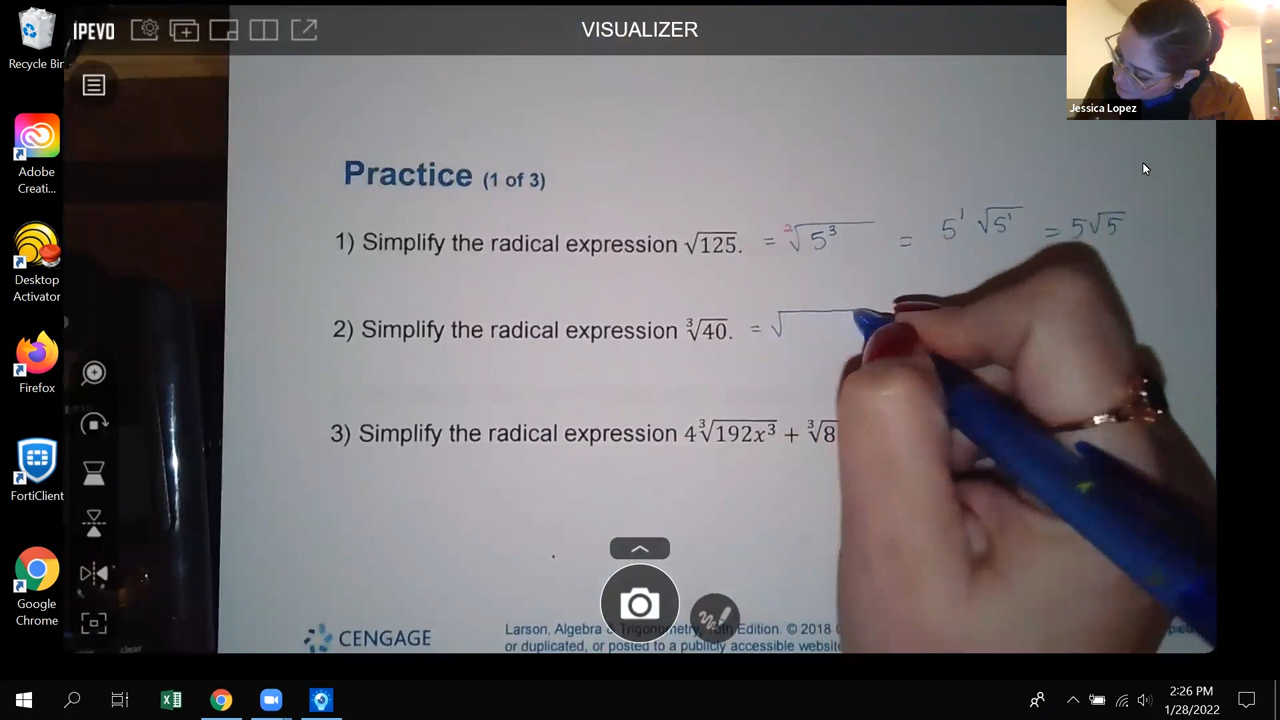 IPEVO
VISUALIZER
Jessica Lopez
Recycle Bin
Adobe
Creati...
Desktop
Activator
Firefox
FortiClient
Google
Chrome
Practice (1 of 3)
1) Simplify the radical expression √125. = ²√5³ = 5¹ √5¹ = 5√5
2) Simplify the radical expression ³√40. = √
3) Simplify the radical expression 4³√192x³ + ³√8
CENGAGE
Larson, Algebra & Trigonometry, 10th Edition. © 2018
or duplicated, or posted to a publicly accessible website
2:26 PM
1/28/2022